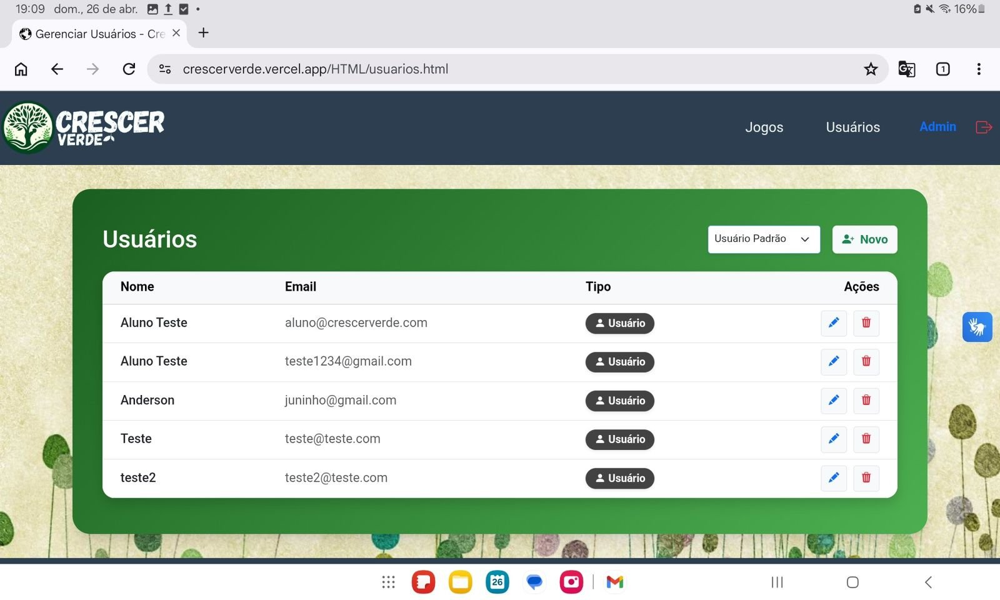 19:09 dom., 26 de abr. • 16%
Gerenciar Usuários - Cre
crescerverde.vercel.app/HTML/usuarios.html 1
CRESCER
VERDE
Jogos Usuários Admin
Usuários Usuário Padrão Novo
Nome Email Tipo Ações
Aluno Teste aluno@crescerverde.com Usuário
Aluno Teste teste1234@gmail.com Usuário
Anderson juninho@gmail.com Usuário
Teste teste@teste.com Usuário
teste2 teste2@teste.com Usuário
26